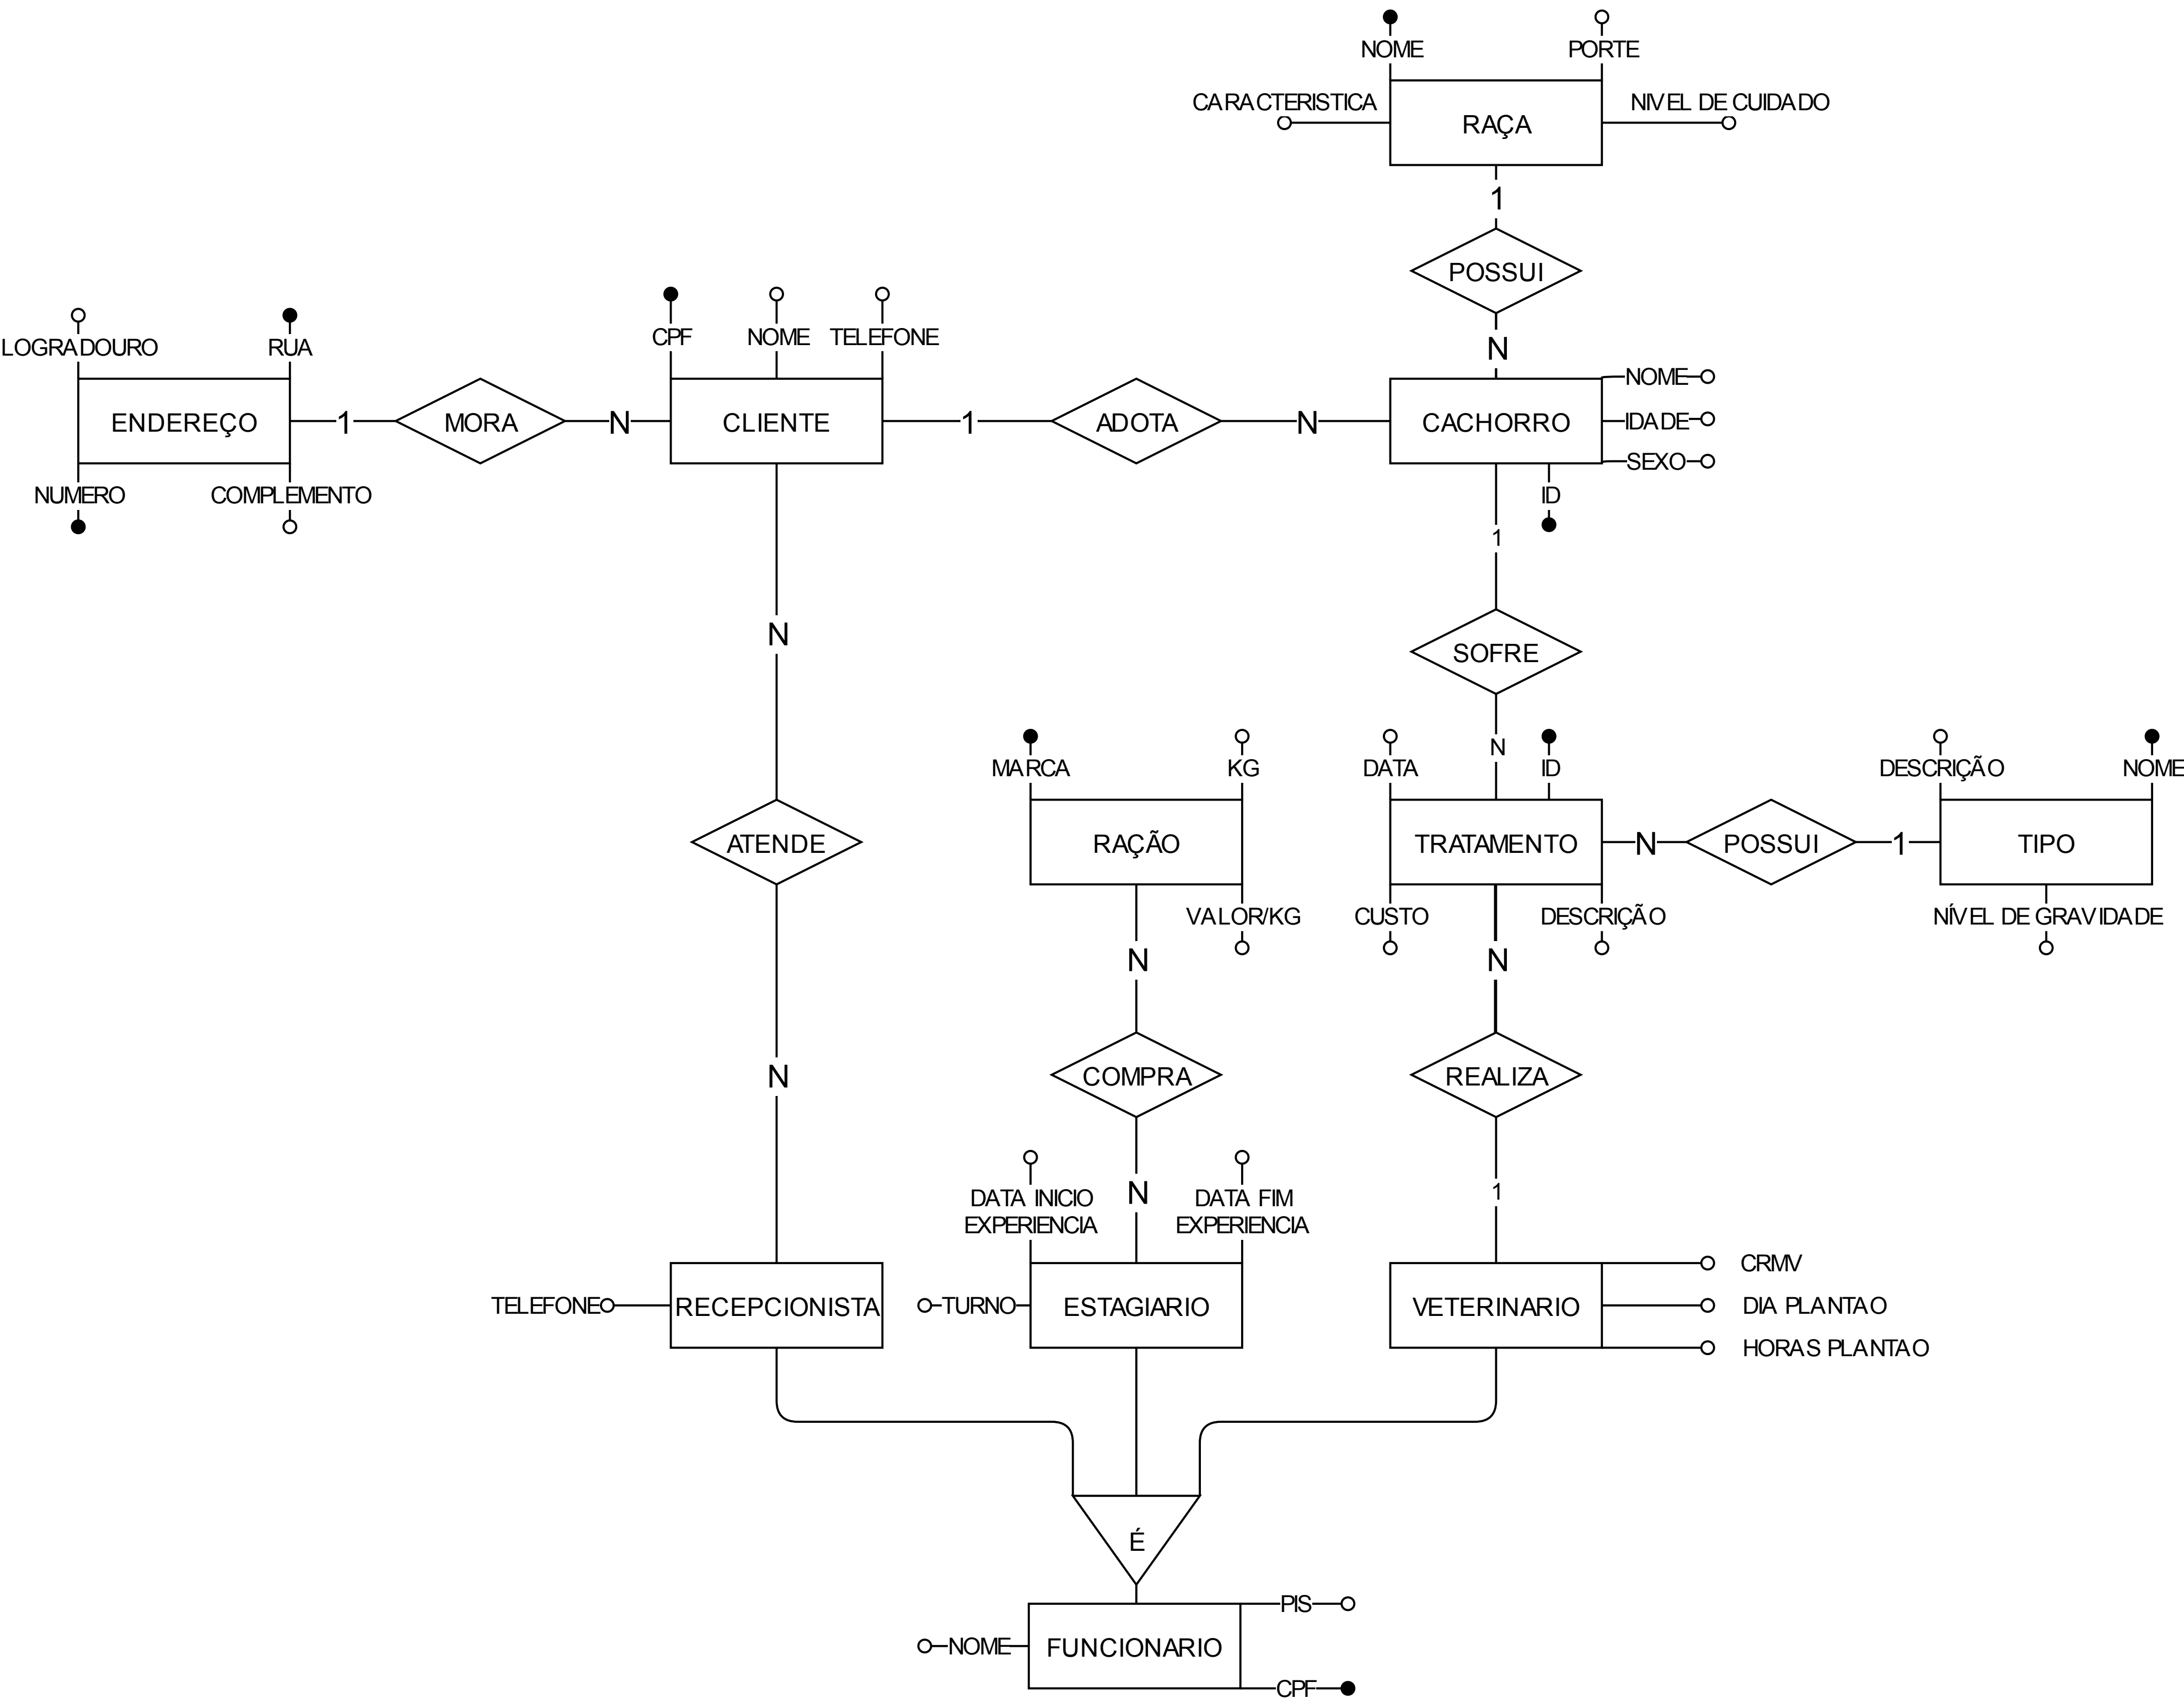 NOME
PORTE
CARACTERISTICA
NIVEL DE CUIDADO
RAÇA
1
POSSUI
N
LOGRADOURO
RUA
CPF
NOME
TELEFONE
NOME
IDADE
SEXO
ENDEREÇO
1
MORA
N
CLIENTE
1
ADOTA
N
CACHORRO
NUMERO
COMPLEMENTO
ID
1
N
SOFRE
N
MARCA
KG
DATA
ID
DESCRIÇÃO
NOME
ATENDE
RAÇÃO
TRATAMENTO
N
POSSUI
1
TIPO
VALOR/KG
CUSTO
DESCRIÇÃO
NÍVEL DE GRAVIDADE
N
N
N
COMPRA
REALIZA
DATA INICIO
EXPERIENCIA
N
DATA FIM
EXPERIENCIA
1
TELEFONE
RECEPCIONISTA
TURNO
ESTAGIARIO
VETERINARIO
CRMV
DIA PLANTAO
HORAS PLANTAO
É
PIS
NOME
FUNCIONARIO
CPF